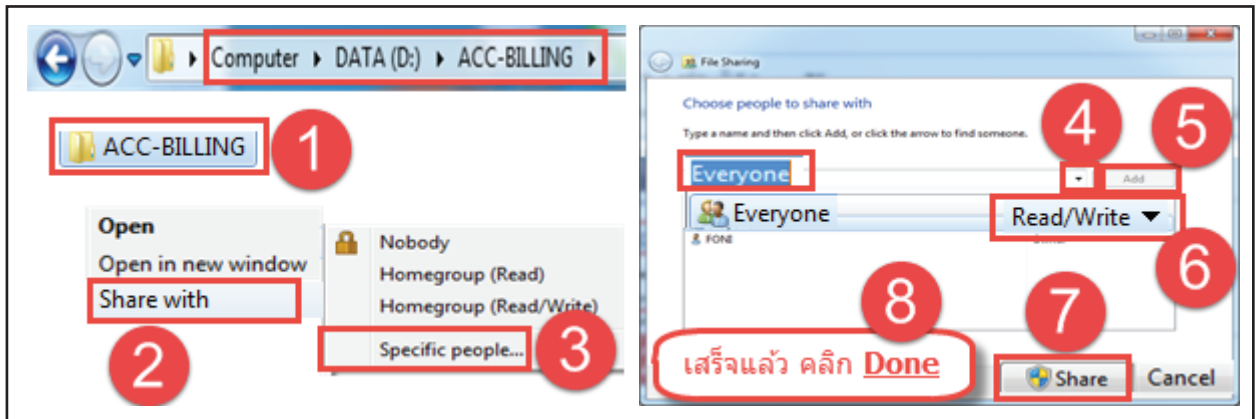 Computer ▸ DATA (D:) ▸ ACC-BILLING ▸
ACC-BILLING
1
Open
Open in new window
Share with
2
Nobody
Homegroup (Read)
Homegroup (Read/Write)
Specific people...
3
File Sharing
Choose people to share with
Type a name and then click Add, or click the arrow to find someone.
4
5
Everyone
Add
Everyone
Read/Write
6
8
7
เสร็จแล้ว คลิก Done
Share
Cancel